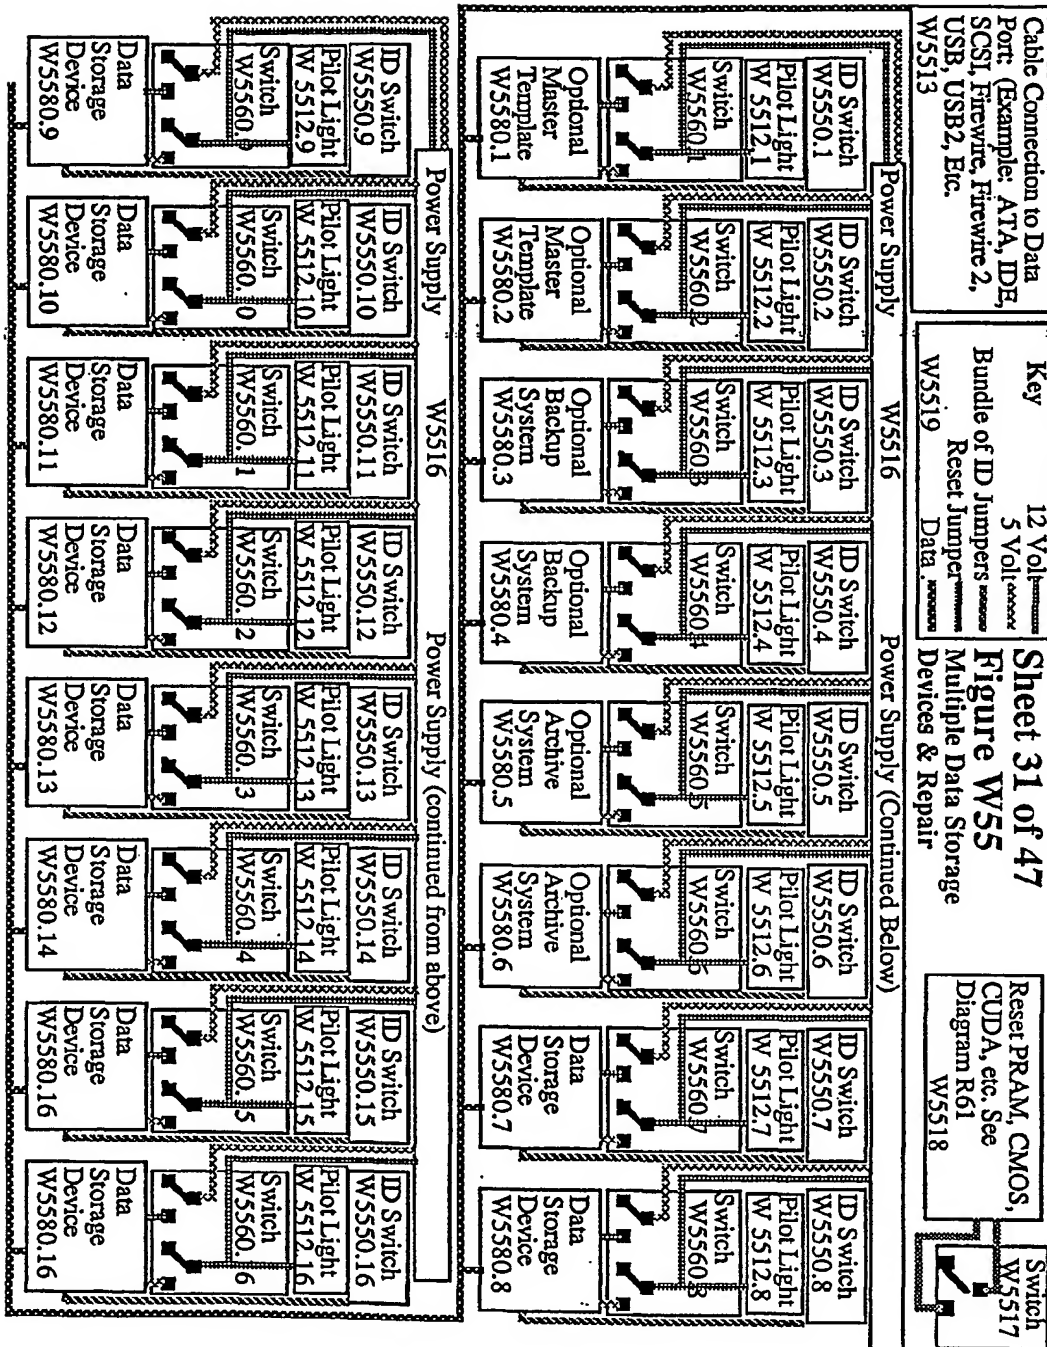 Cable Connection to Data
Port: (Example: ATA, IDE,
SCSI, Firewire, Firewire 2,
USB, USB2, Etc.
W5513
Key
12 Volt
5 Volt
Bundle of ID Jumpers
Reset Jumper
W5519 Data
Sheet 31 of 47
Figure W55
Multiple Data Storage
Devices & Repair
Reset PRAM, CMOS,
CUDA, etc. See
Diagram R61
W5518
Switch
W5517
Power Supply W5516 Power Supply (Continued Below)
ID Switch
W5550.1
Pilot Light
W 5512.1
Switch
W5560.1
Optional
Master
Template
W5580.1
ID Switch
W5550.2
Pilot Light
W 5512.2
Switch
W5560.2
Optional
Master
Template
W5580.2
ID Switch
W5550.3
Pilot Light
W 5512.3
Switch
W5560.3
Optional
Backup
System
W5580.3
ID Switch
W5550.4
Pilot Light
W 5512.4
Switch
W5560.4
Optional
Backup
System
W5580.4
ID Switch
W5550.5
Pilot Light
W 5512.5
Switch
W5560.5
Optional
Archive
System
W5580.5
ID Switch
W5550.6
Pilot Light
W 5512.6
Switch
W5560.6
Optional
Archive
System
W5580.6
ID Switch
W5550.7
Pilot Light
W 5512.7
Switch
W5560.7
Data
Storage
Device
W5580.7
ID Switch
W5550.8
Pilot Light
W 5512.8
Switch
W5560.8
Data
Storage
Device
W5580.8
Power Supply W5516 Power Supply (continued from above)
ID Switch
W5550.9
Pilot Light
W 5512.9
Switch
W5560.9
Data
Storage
Device
W5580.9
ID Switch
W5550.10
Pilot Light
W 5512.10
Switch
W5560. 0
Data
Storage
Device
W5580.10
ID Switch
W5550.11
Pilot Light
W 5512.11
Switch
W5560. 1
Data
Storage
Device
W5580.11
ID Switch
W5550.12
Pilot Light
W 5512.12
Switch
W5560. 2
Data
Storage
Device
W5580.12
ID Switch
W5550.13
Pilot Light
W 5512.13
Switch
W5560. 3
Data
Storage
Device
W5580.13
ID Switch
W5550.14
Pilot Light
W 5512.14
Switch
W5560. 4
Data
Storage
Device
W5580.14
ID Switch
W5550.15
Pilot Light
W 5512.15
Switch
W5560. 5
Data
Storage
Device
W5580.16
ID Switch
W5550.16
Pilot Light
W 5512.16
Switch
W5560. 6
Data
Storage
Device
W5580.16